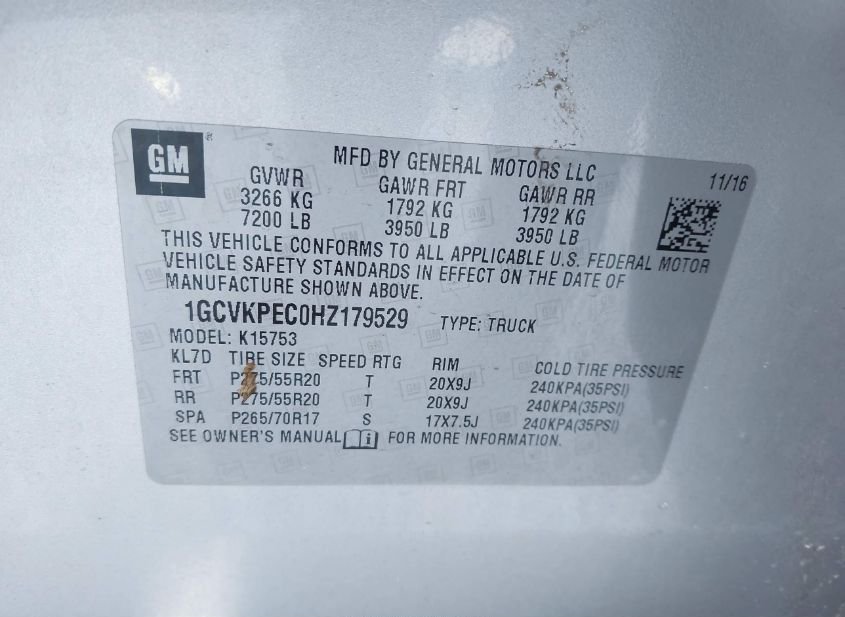 GM ®
MFD BY GENERAL MOTORS LLC
11/16
GVWR GAWR FRT GAWR RR
3266 KG 1792 KG 1792 KG
7200 LB 3950 LB 3950 LB
THIS VEHICLE CONFORMS TO ALL APPLICABLE U.S. FEDERAL MOTOR
VEHICLE SAFETY STANDARDS IN EFFECT ON THE DATE OF
MANUFACTURE SHOWN ABOVE.
1GCVKPEC0HZ179529 TYPE: TRUCK
MODEL: K15753
KL7D TIRE SIZE SPEED RTG RIM COLD TIRE PRESSURE
FRT P275/55R20 T 20X9J 240KPA(35PSI)
RR P275/55R20 T 20X9J 240KPA(35PSI)
SPA P265/70R17 S 17X7.5J 240KPA(35PSI)
SEE OWNER'S MANUAL i FOR MORE INFORMATION.